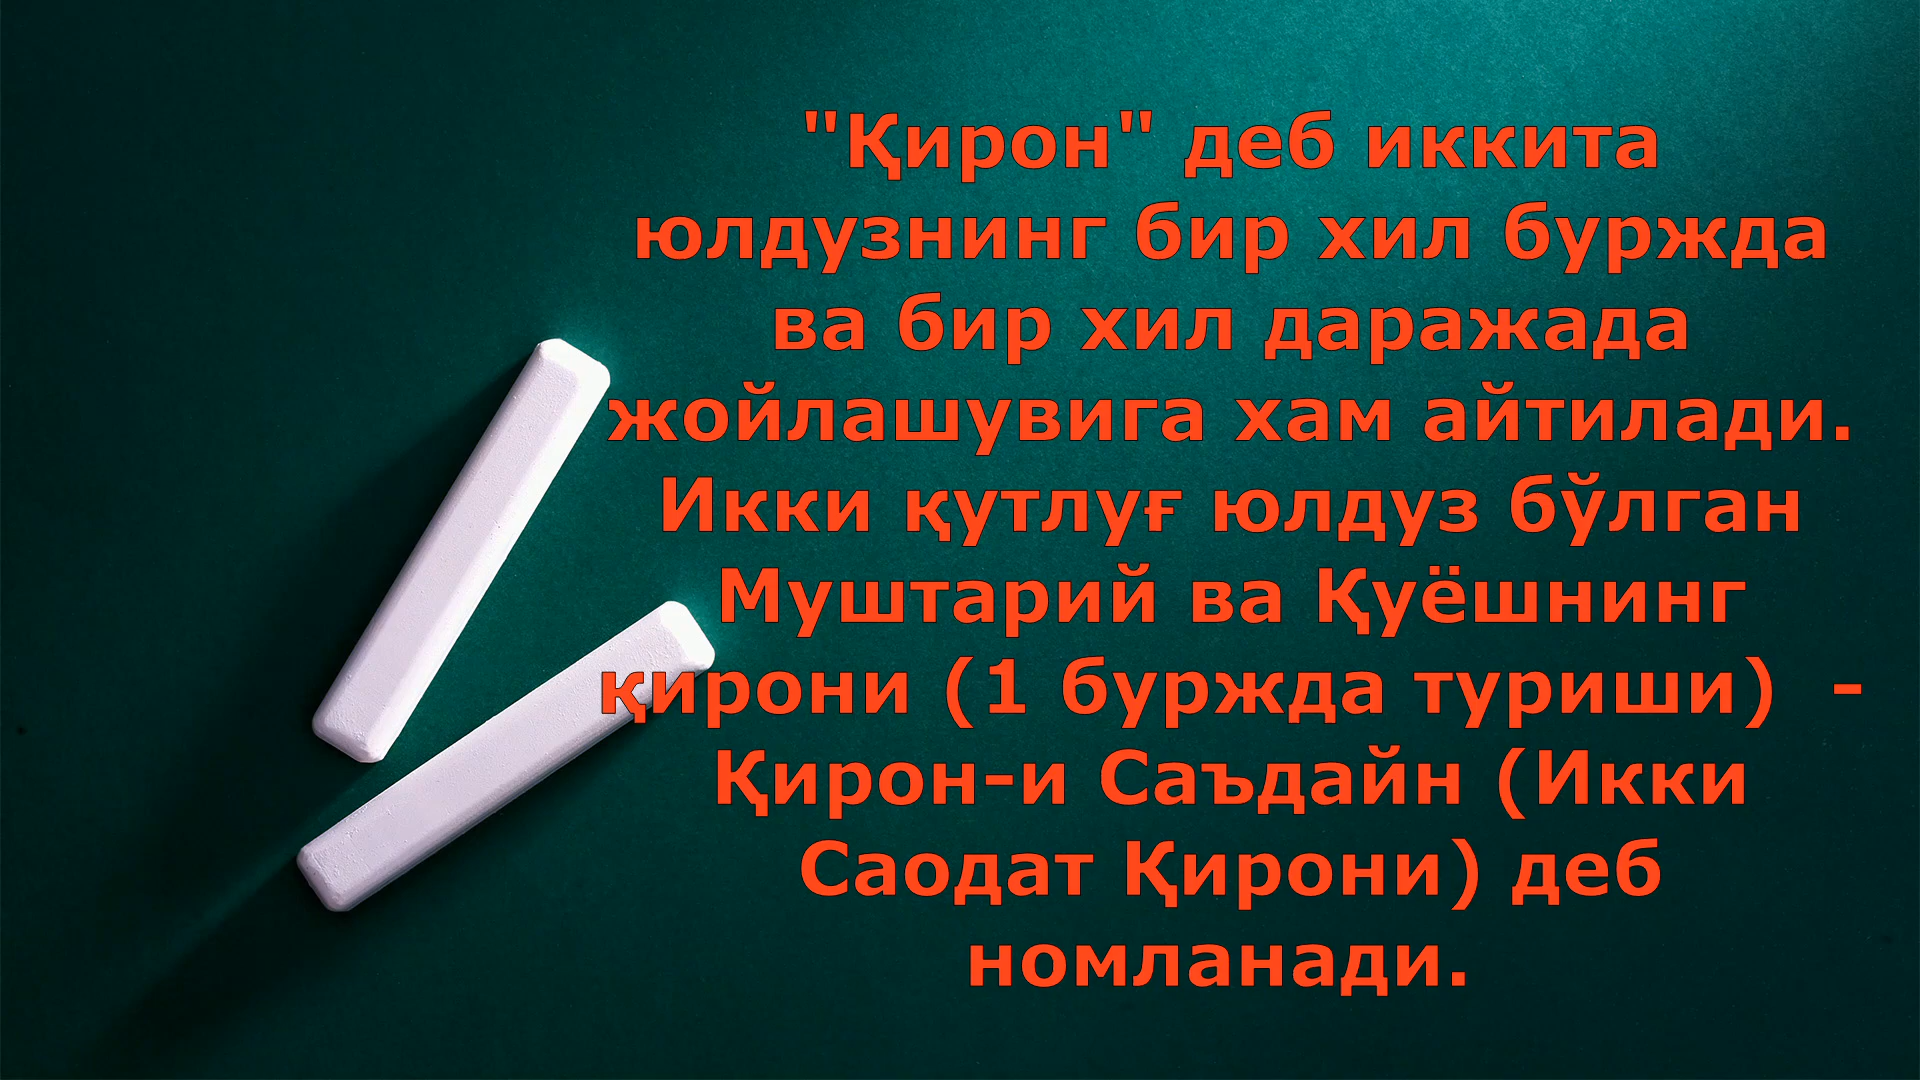 "Қирон" деб иккита
юлдузнинг бир хил буржда
ва бир хил даражада
жойлашувига хам айтилади.
Икки қутлуғ юлдуз бўлган
Муштарий ва Қуёшнинг
қирони (1 буржда туриши)  -
Қирон-и Саъдайн (Икки
Саодат Қирони) деб
номланади.